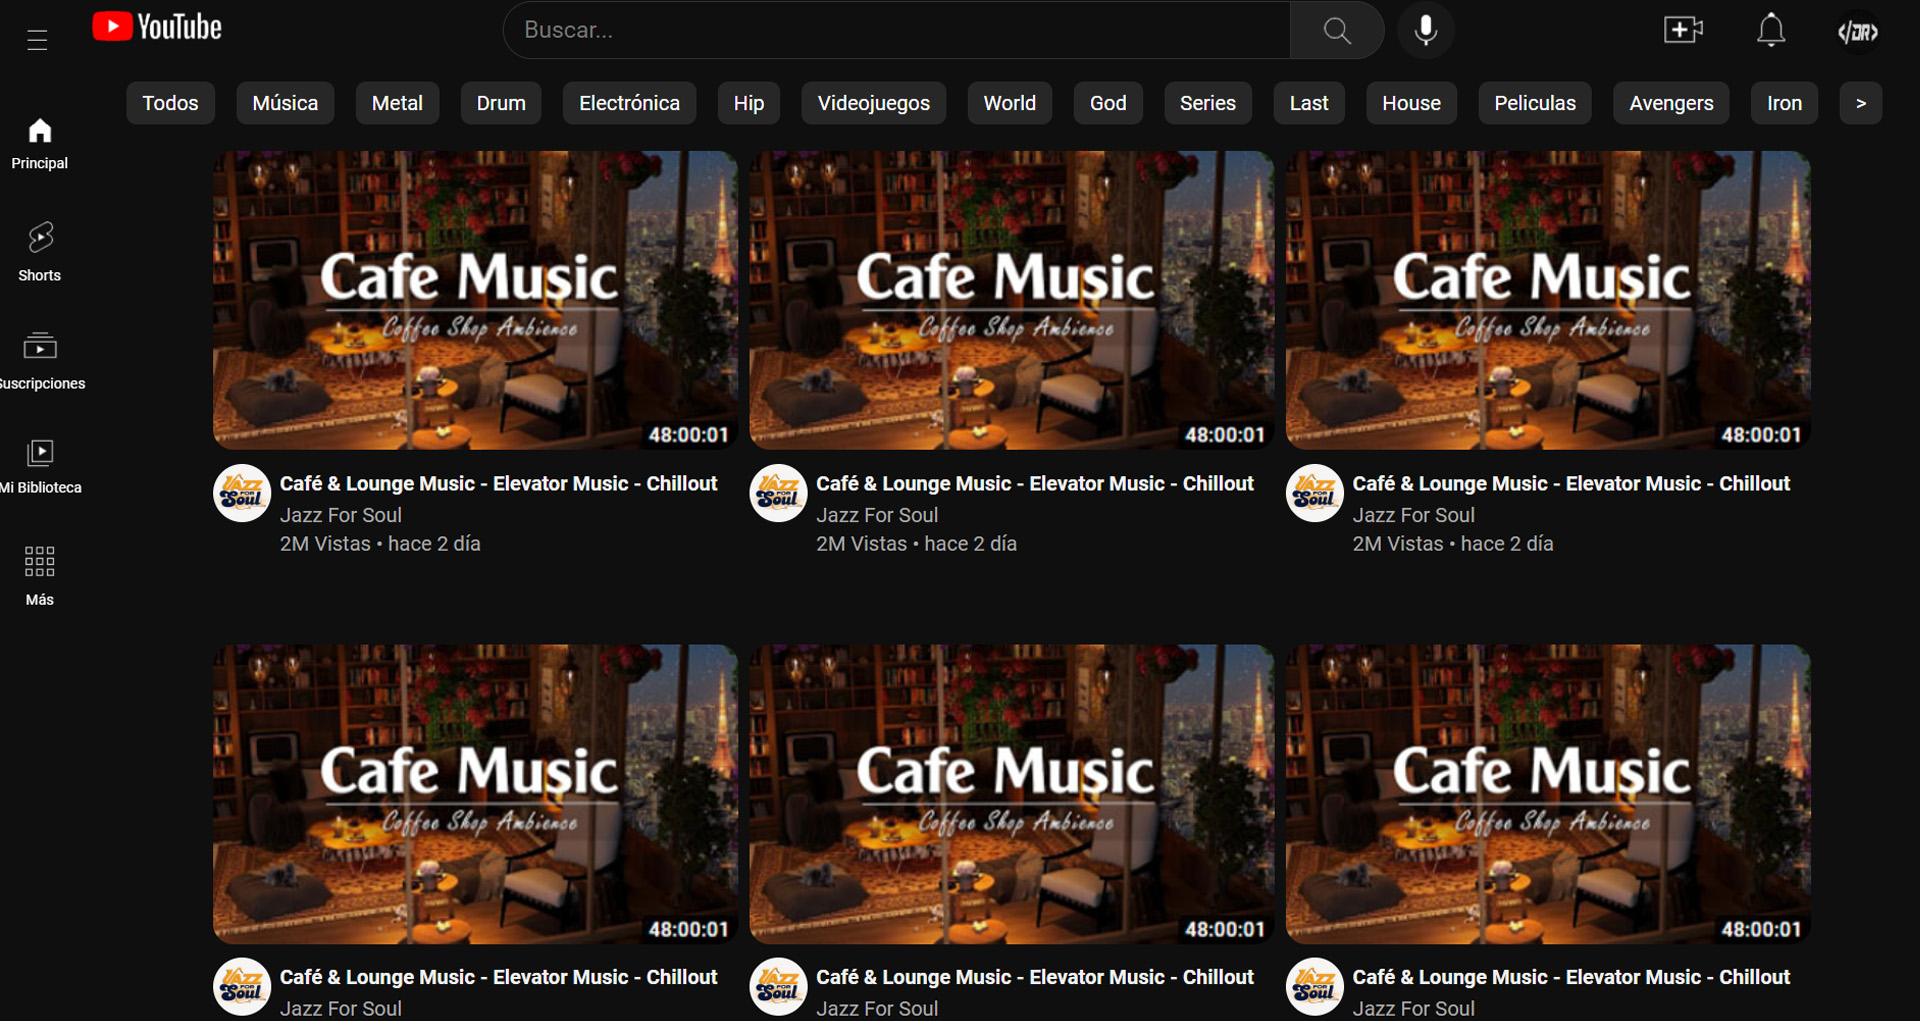 YouTube
Buscar...
</DR>
Todos Música Metal Drum Electrónica Hip Videojuegos World God Series Last House Peliculas Avengers Iron >
Principal
Shorts
Suscripciones
Mi Biblioteca
Más
Cafe Music Cafe Music Cafe Music
Coffee Shop Ambience Coffee Shop Ambience Coffee Shop Ambience
48:00:01 48:00:01 48:00:01
JAZZ FOR Soul JAZZ FOR Soul JAZZ FOR Soul
Café & Lounge Music - Elevator Music - Chillout Café & Lounge Music - Elevator Music - Chillout Café & Lounge Music - Elevator Music - Chillout
Jazz For Soul Jazz For Soul Jazz For Soul
2M Vistas • hace 2 día 2M Vistas • hace 2 día 2M Vistas • hace 2 día
Cafe Music Cafe Music Cafe Music
Coffee Shop Ambience Coffee Shop Ambience Coffee Shop Ambience
48:00:01 48:00:01 48:00:01
JAZZ FOR Soul JAZZ FOR Soul JAZZ FOR Soul
Café & Lounge Music - Elevator Music - Chillout Café & Lounge Music - Elevator Music - Chillout Café & Lounge Music - Elevator Music - Chillout
Jazz For Soul Jazz For Soul Jazz For Soul